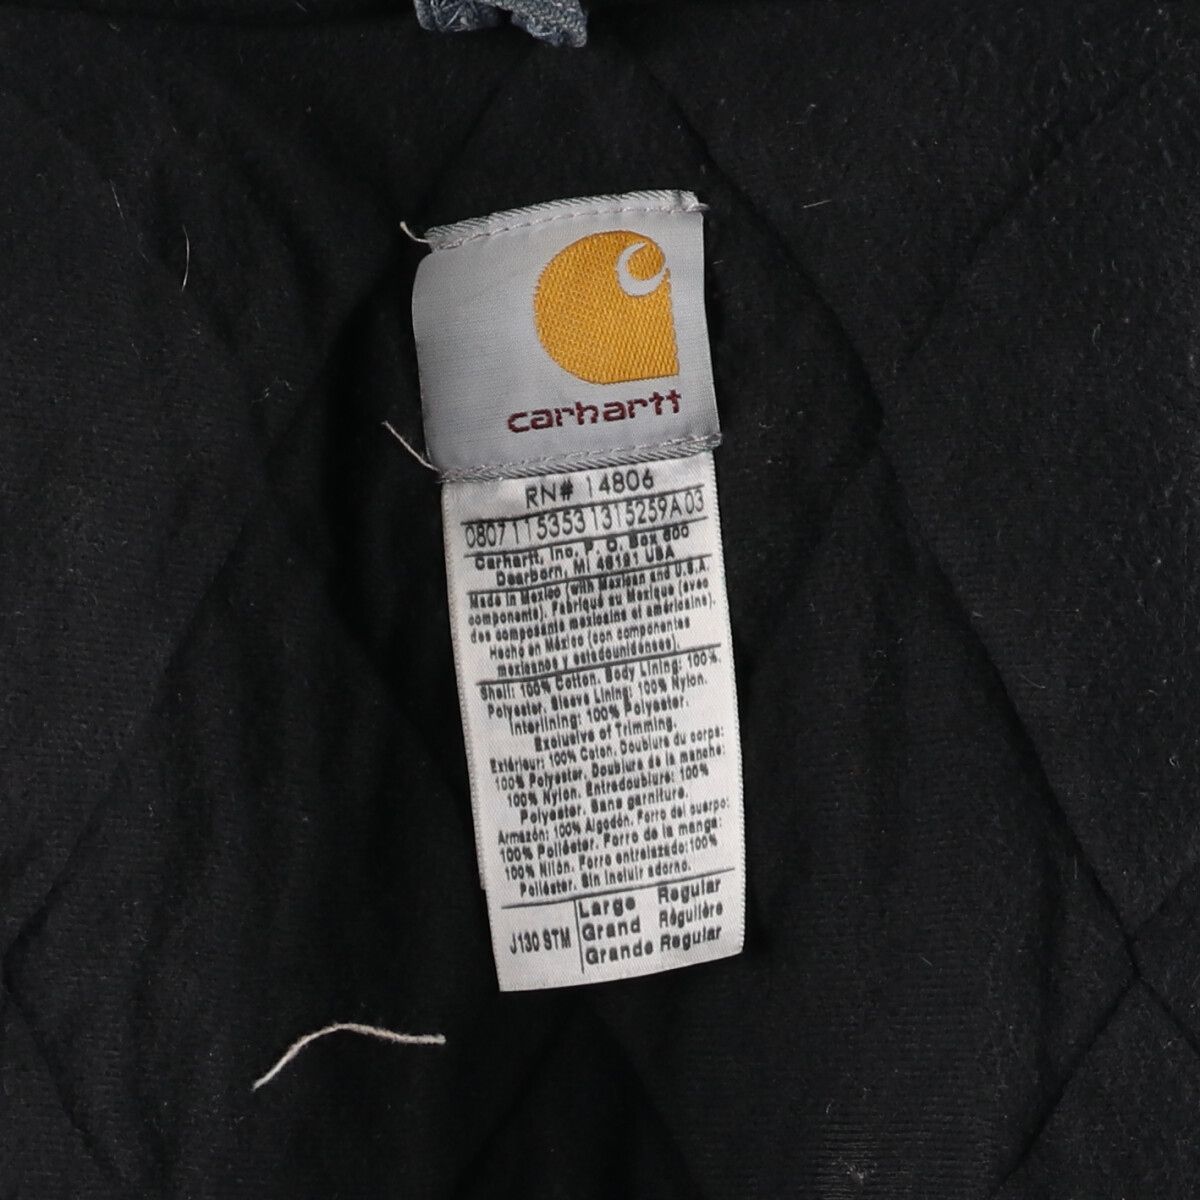 carhartt
RN# 14806
0807115353131 5259A03
Carhartt, Inc. P. O. Box 600
Dearborn, MI 48121 USA
Made in Mexico (with Mexican and U.S.A.
components). Fabriqué au Mexique (avec
des composants mexicains et américains).
Hecho en México (con componentes
mexicanos y estadounidenses).
Shell: 100% Cotton. Body Lining: 100%
Polyester. Sleeve Lining: 100% Nylon.
Interlining: 100% Polyester.
Exclusive of Trimming.
Extérieur: 100% Coton. Doublure du corps:
100% Polyester. Doublure de la manche:
100% Nylon. Entredoublure: 100%
Polyester. Sans garniture.
Armazón: 100% Algodón. Forro del cuerpo:
100% Poliéster. Forro de la manga:
100% Nilón. Forro entrelazado: 100%
Poliéster. Sin incluir adorno.
J130 STM
Large Regular
Grand Régulière
Grande Regular